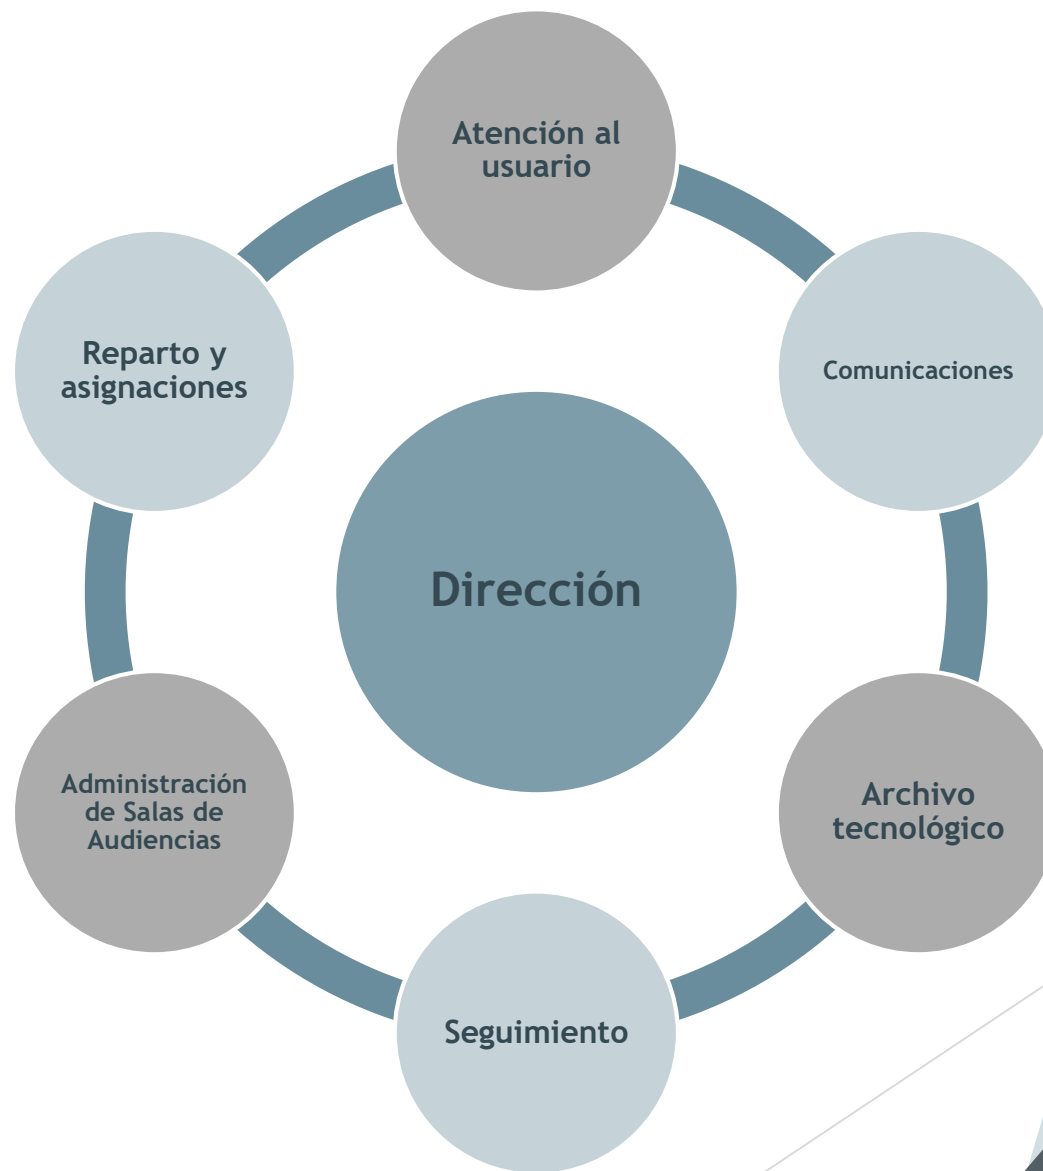 Atención al
usuario
Reparto y
asignaciones
Comunicaciones
Dirección
Administración
de Salas de
Audiencias
Archivo
tecnológico
Seguimiento